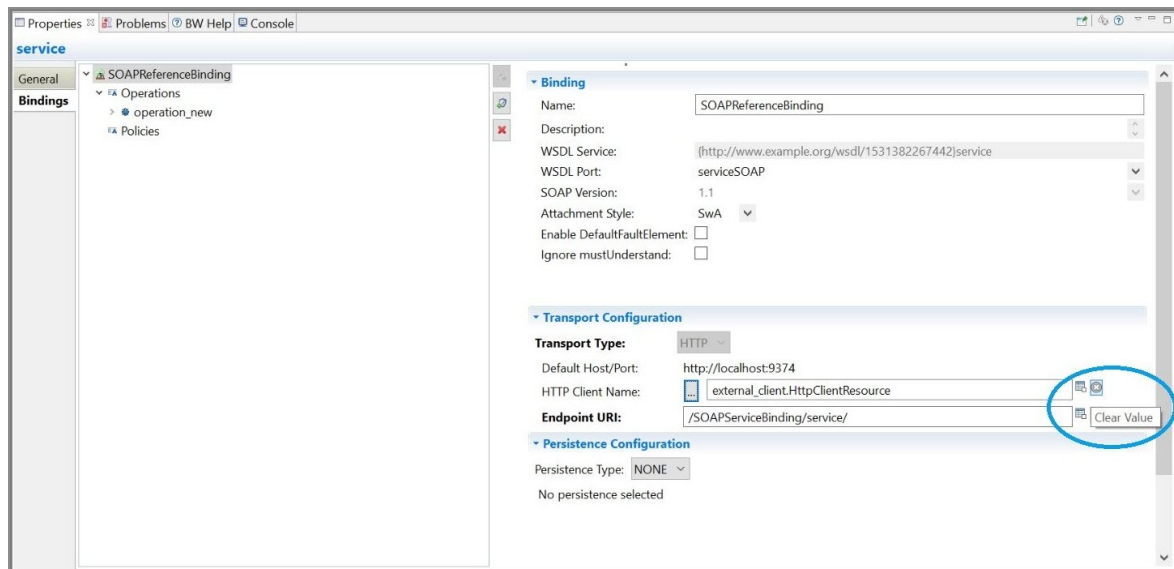 Properties Problems BW Help Console
service
General
Bindings
SOAPReferenceBinding
Operations
operation_new
Policies
Binding
Name: SOAPReferenceBinding
Description:
WSDL Service: {http://www.example.org/wsdl/1531382267442}service
WSDL Port: serviceSOAP
SOAP Version: 1.1
Attachment Style: SwA
Enable DefaultFaultElement:
Ignore mustUnderstand:
Transport Configuration
Transport Type: HTTP
Default Host/Port: http://localhost:9374
HTTP Client Name: ... external_client.HttpClientResource
Endpoint URI: /SOAPServiceBinding/service/
Clear Value
Persistence Configuration
Persistence Type: NONE
No persistence selected